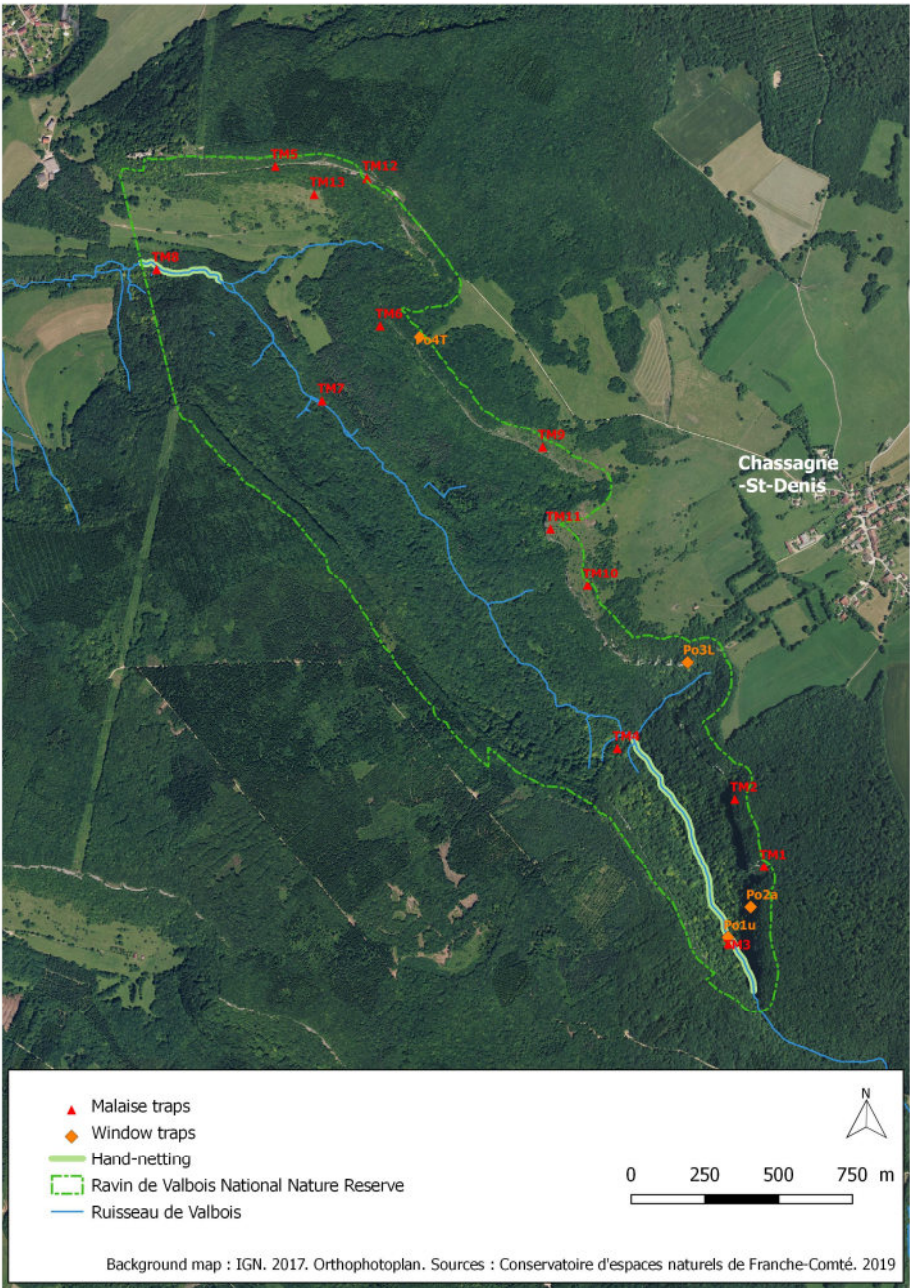 TM5
TM12
TM13
TM8
TM6
Po4T
TM7
TM9
Chassagne
-St-Denis
TM11
TM10
Po3L
TM4
TM2
TM1
Po2a
Po1u
TM3
Malaise traps
Window traps
Hand-netting
Ravin de Valbois National Nature Reserve
Ruisseau de Valbois
N
0 250 500 750 m
Background map : IGN. 2017. Orthophotoplan. Sources : Conservatoire d'espaces naturels de Franche-Comté. 2019